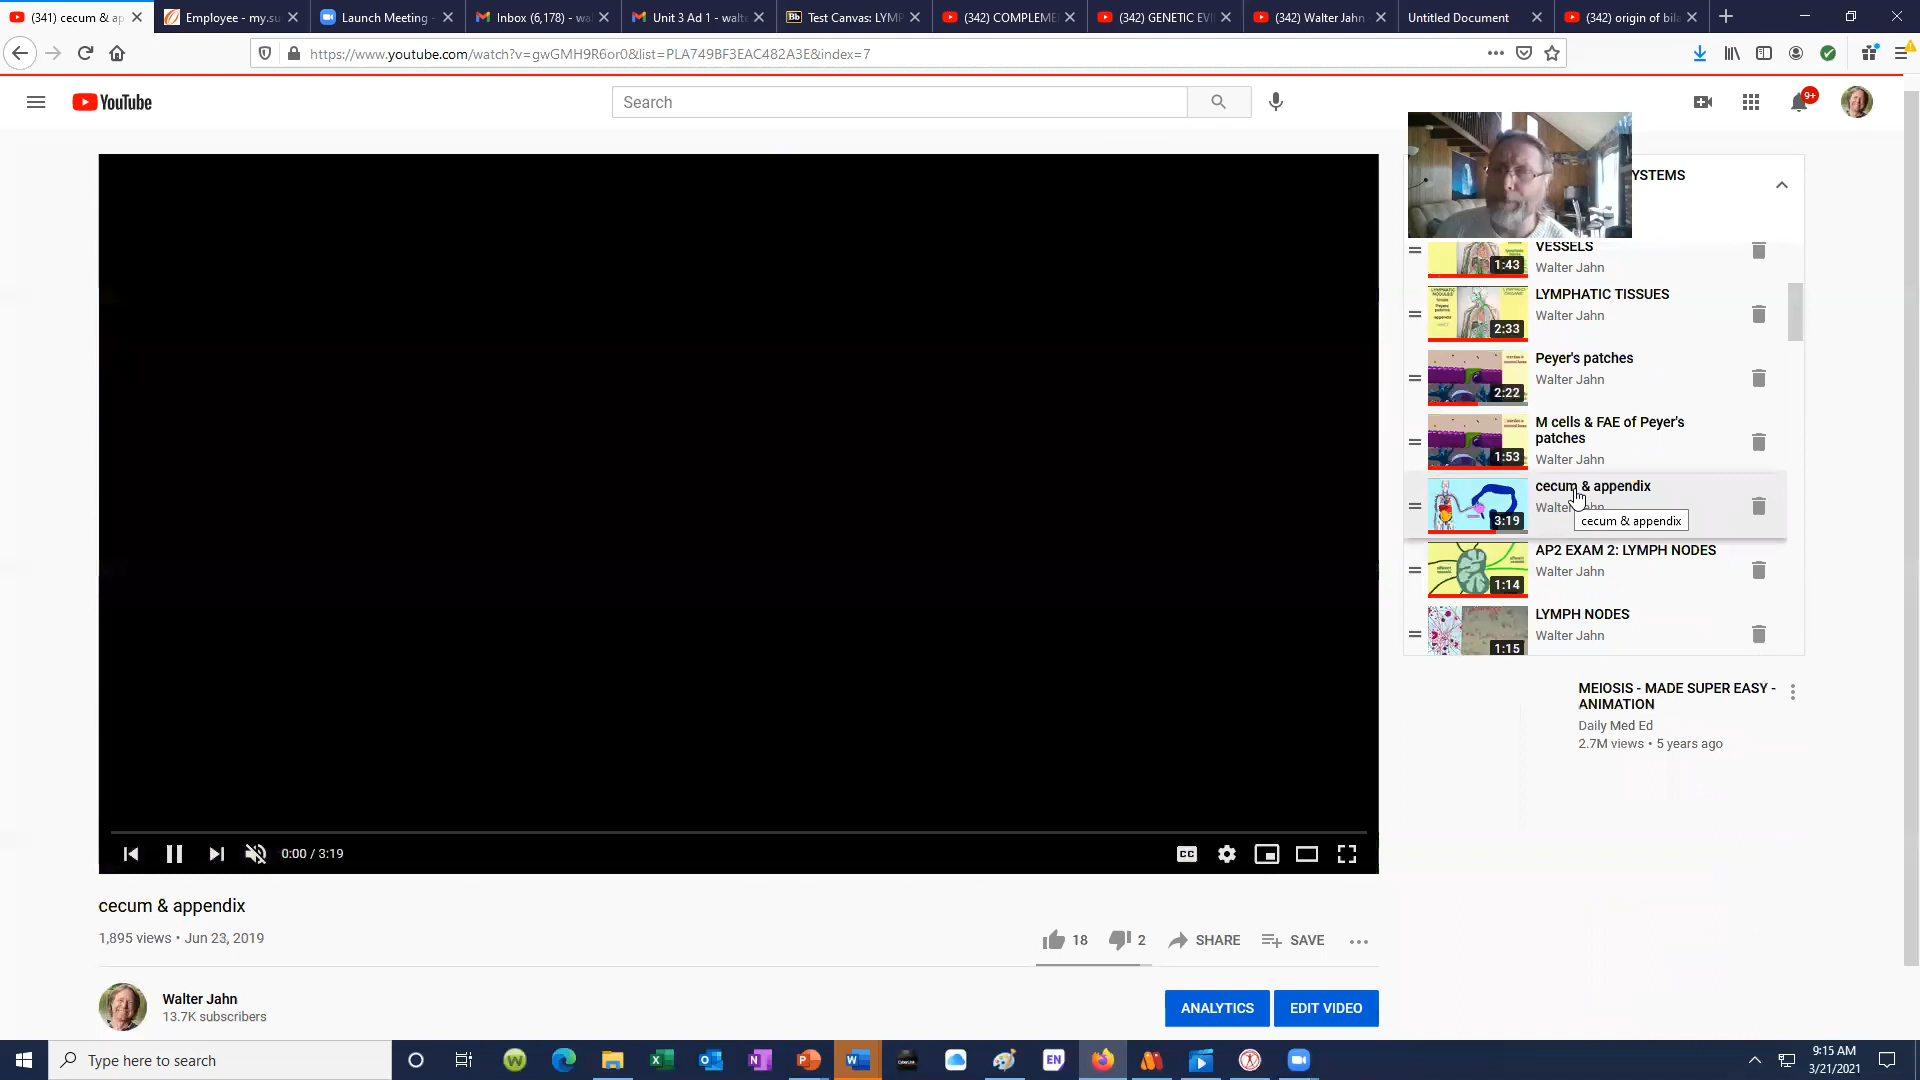 (341) cecum & ap
Employee - my.su
Launch Meeting -
Inbox (6,178) - wa
Unit 3 Ad 1 - walt
Bb
Test Canvas: LYMP
(342) COMPLEME
(342) GENETIC EVI
(342) Walter Jahn
Untitled Document
(342) origin of bila
https://www.youtube.com/watch?v=gwGMH9R6or0&list=PLA749BF3EAC482A3E&index=7
YouTube
Search
9+
YSTEMS
VESSELS
Walter Jahn
1:43
LYMPHATIC TISSUES
Walter Jahn
2:33
Peyer's patches
Walter Jahn
2:22
M cells & FAE of Peyer's
patches
Walter Jahn
1:53
cecum & appendix
cecum & appendix
3:19
AP2 EXAM 2: LYMPH NODES
Walter Jahn
1:14
LYMPH NODES
Walter Jahn
1:15
MEIOSIS - MADE SUPER EASY -
ANIMATION
Daily Med Ed
2.7M views • 5 years ago
0:00 / 3:19
CC
cecum & appendix
1,895 views • Jun 23, 2019
18
2
SHARE
SAVE
Walter Jahn
13.7K subscribers
ANALYTICS
EDIT VIDEO
Type here to search
EN
9:15 AM
3/21/2021